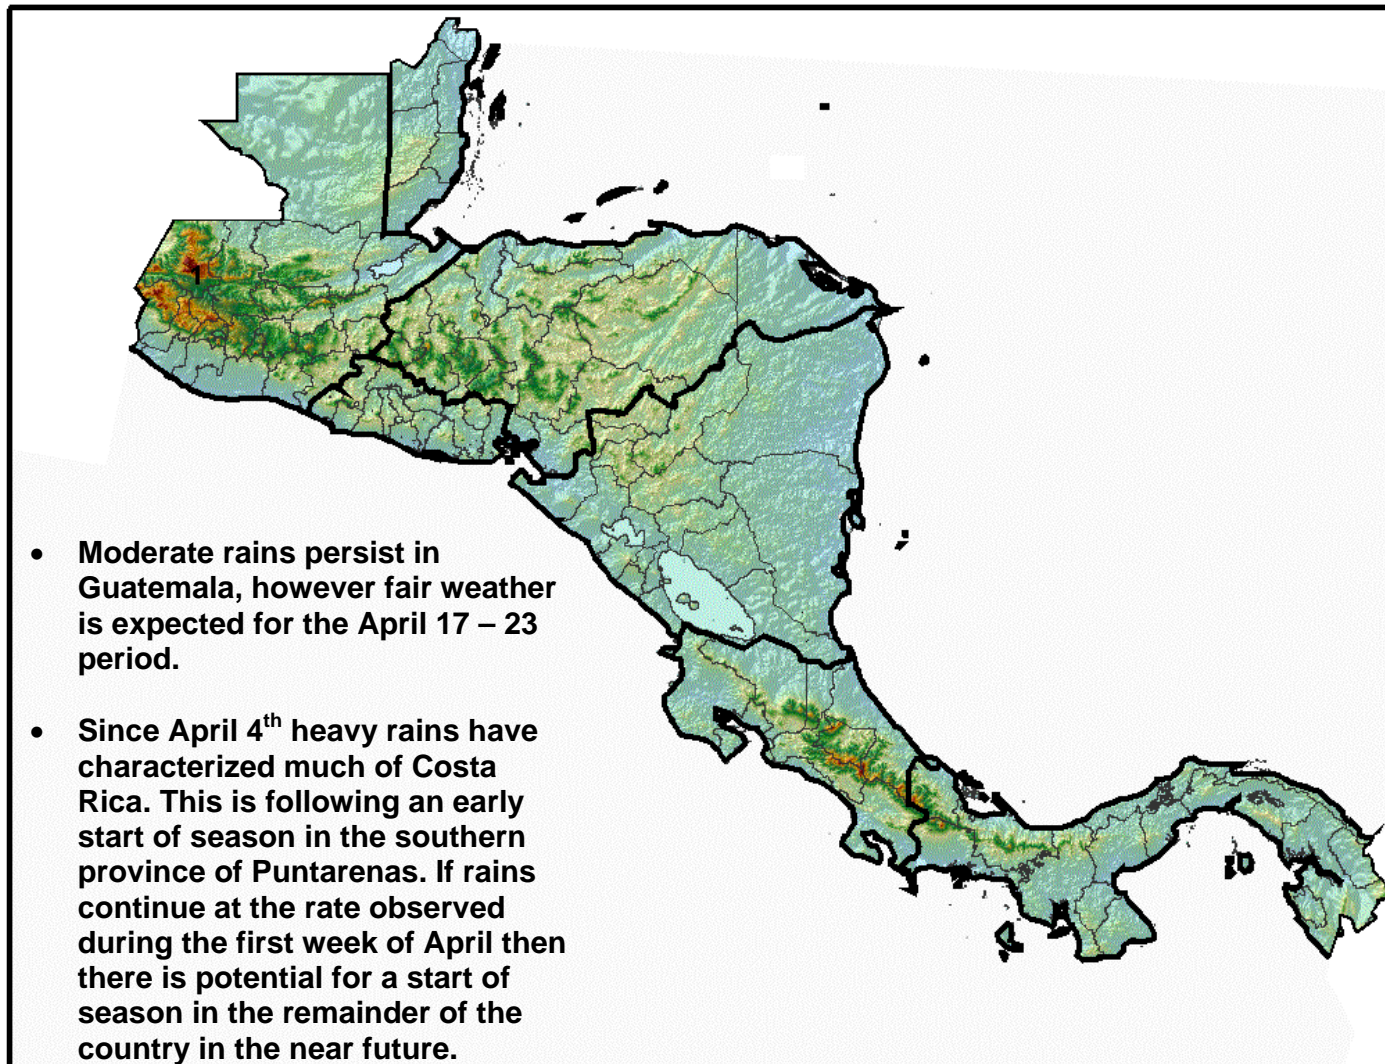 1
• Moderate rains persist in
Guatemala, however fair weather
is expected for the April 17 – 23
period.
• Since April 4th heavy rains have
characterized much of Costa
Rica. This is following an early
start of season in the southern
province of Puntarenas. If rains
continue at the rate observed
during the first week of April then
there is potential for a start of
season in the remainder of the
country in the near future.